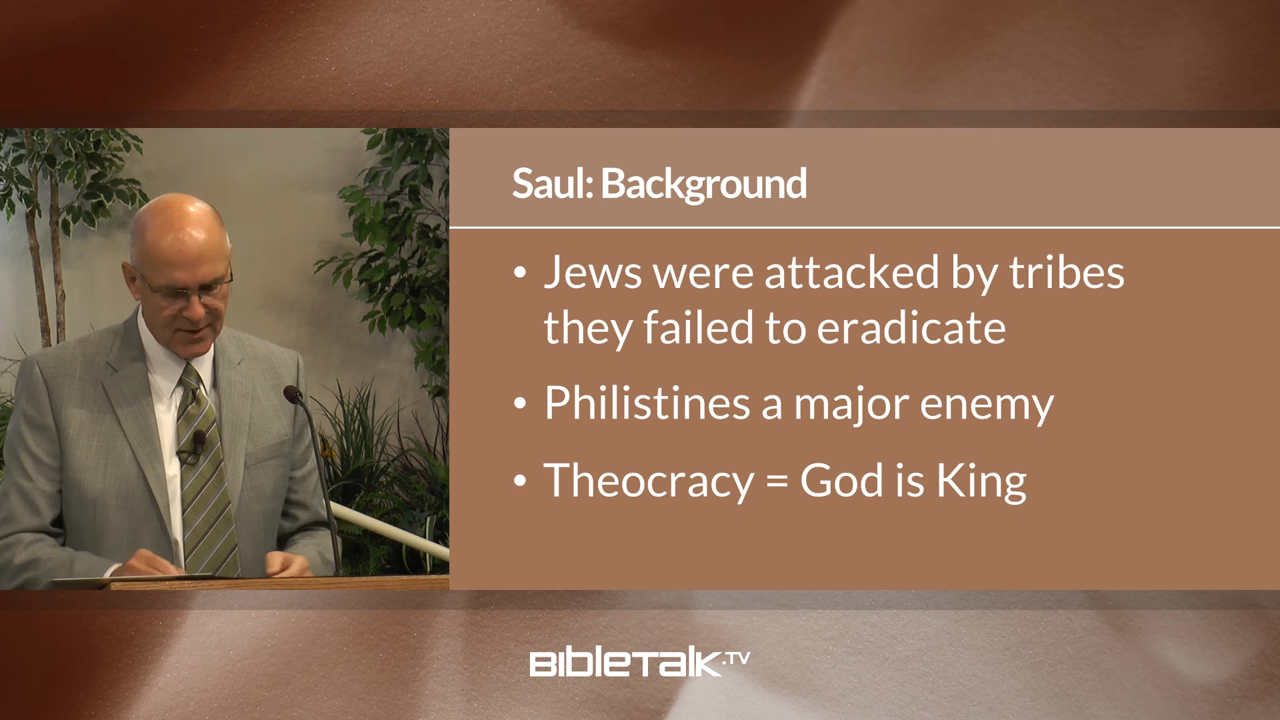 Saul: Background
• Jews were attacked by tribes
they failed to eradicate
• Philistines a major enemy
• Theocracy = God is King
BibleTalk.TV